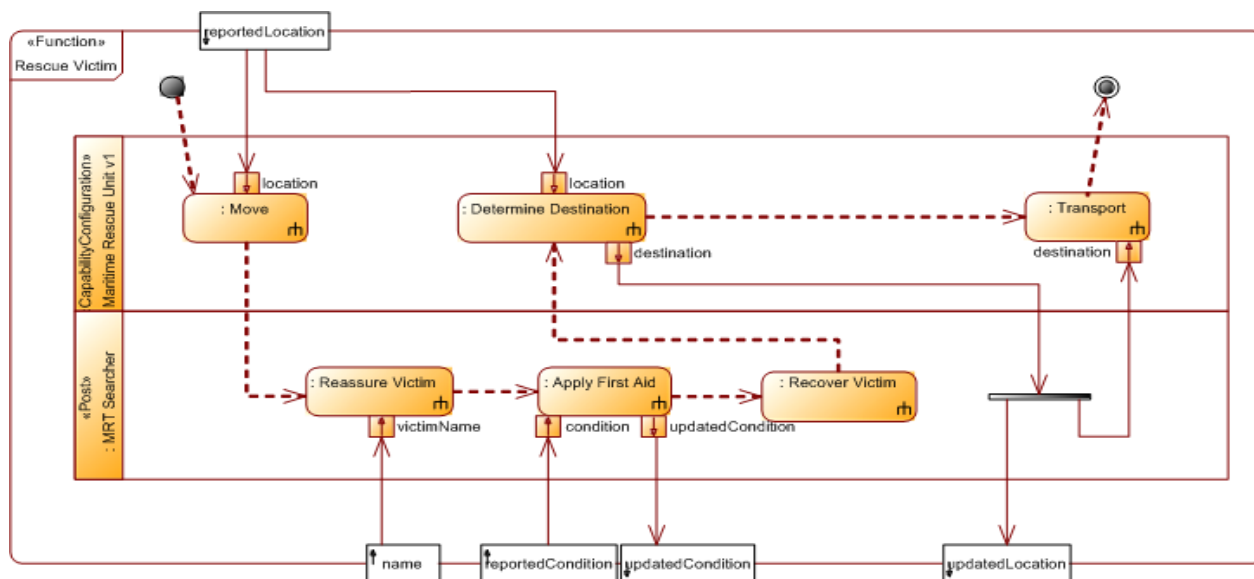 «Function»
Rescue Victim
reportedLocation
«CapabilityConfiguration»
Maritime Rescue Unit v1
location
: Move
location
: Determine Destination
destination
: Transport
destination
«Post»
: MRT Searcher
: Reassure Victim
victimName
: Apply First Aid
condition
updatedCondition
: Recover Victim
name
reportedCondition
updatedCondition
updatedLocation